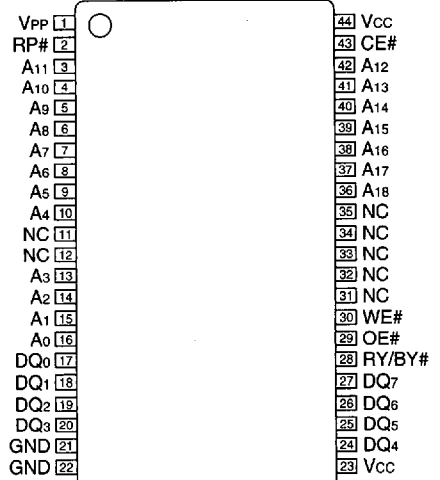 VPP 1 44 VCC
RP# 2 43 CE#
A11 3 42 A12
A10 4 41 A13
A9 5 40 A14
A8 6 39 A15
A7 7 38 A16
A6 8 37 A17
A5 9 36 A18
A4 10 35 NC
NC 11 34 NC
NC 12 33 NC
A3 13 32 NC
A2 14 31 NC
A1 15 30 WE#
A0 16 29 OE#
DQ0 17 28 RY/BY#
DQ1 18 27 DQ7
DQ2 19 26 DQ6
DQ3 20 25 DQ5
GND 21 24 DQ4
GND 22 23 VCC